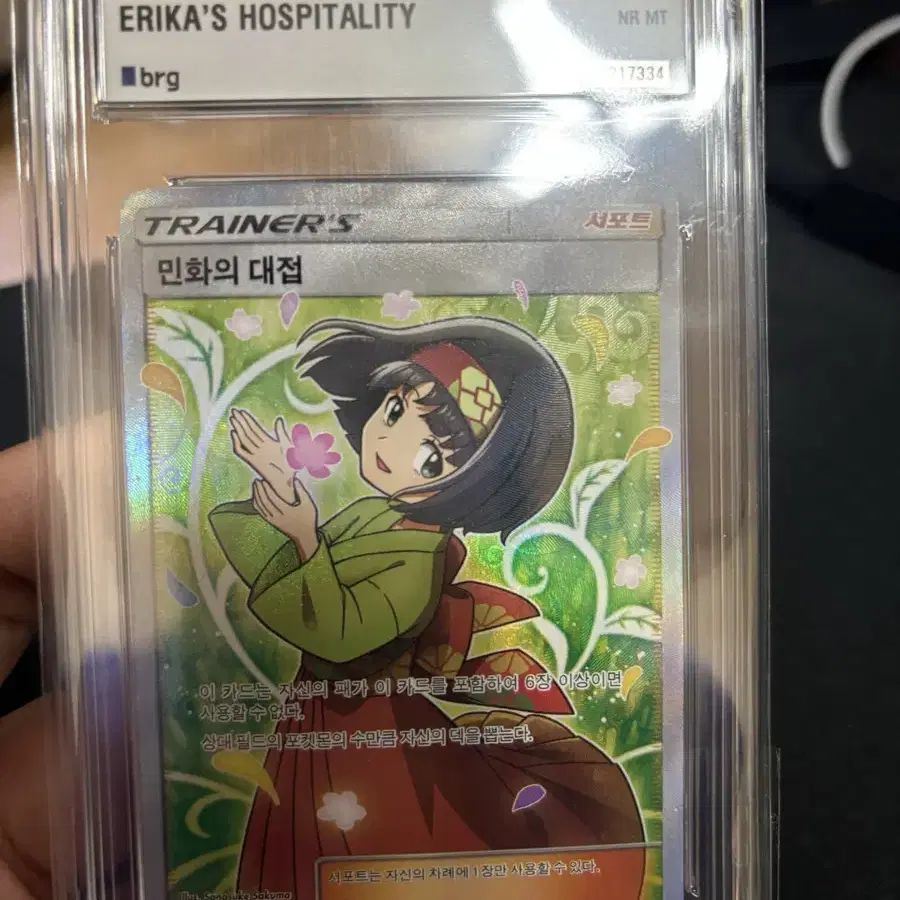 ERIKA'S HOSPITALITY
NR MT
brg
217334
TRAINER'S
서포트
민화의 대접
이 카드는 자신의 패가 이 카드를 포함하여 6장 이상이면
사용할 수 없다.
상대 필드의 포켓몬의 수만큼 자신의 덱을 뽑는다.
서포트는 자신의 차례에 1장만 사용할 수 있다.
Illus. Sanosuke Sakuma